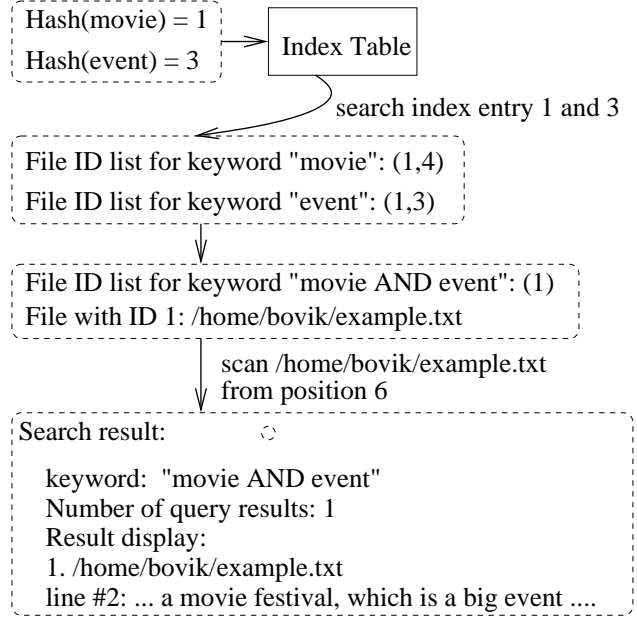 Hash(movie) = 1
Hash(event) = 3
Index Table
search index entry 1 and 3
File ID list for keyword "movie": (1,4)
File ID list for keyword "event": (1,3)
File ID list for keyword "movie AND event": (1)
File with ID 1: /home/bovik/example.txt
scan /home/bovik/example.txt
from position 6
Search result:
keyword:  "movie AND event"
Number of query results: 1
Result display:
1. /home/bovik/example.txt
line #2: ... a movie festival, which is a big event ....